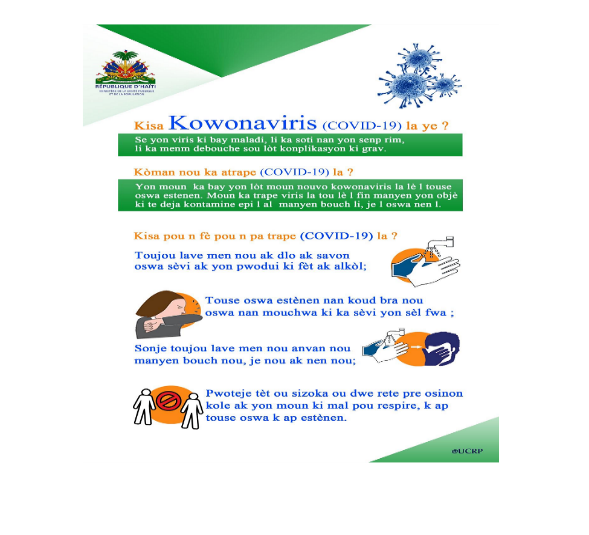 RÉPUBLIQUE D'HAÏTI
Kisa Kowonaviris (COVID-19) la ye ?
Se yon viris ki bay maladi, li ka soti nan yon senp rim,
li ka menm debouche sou lòt konplikasyon ki grav.
Kòman nou ka atrape (COVID-19) la ?
Yon moun ka bay yon lòt moun nouvo kowonaviris la lè l touse
oswa estenen. Moun ka trape viris la tou lè l fin manyen yon objè
ki te deja kontamine epi l al manyen bouch li, je l oswa nen l.
Kisa pou n fè pou n pa trape (COVID-19) la ?
Toujou lave men nou ak dlo ak savon
oswa sèvi ak yon pwodui ki fèt ak alkòl;
Touse oswa estènen nan koud bra nou
oswa nan mouchwa ki ka sèvi yon sèl fwa ;
Sonje toujou lave men nou anvan nou
manyen bouch nou, je nou ak nen nou;
Pwoteje tèt ou sizoka ou dwe rete pre osinon
kole ak yon moun ki mal pou respire, k ap
touse oswa k ap estènen.
@UCRP